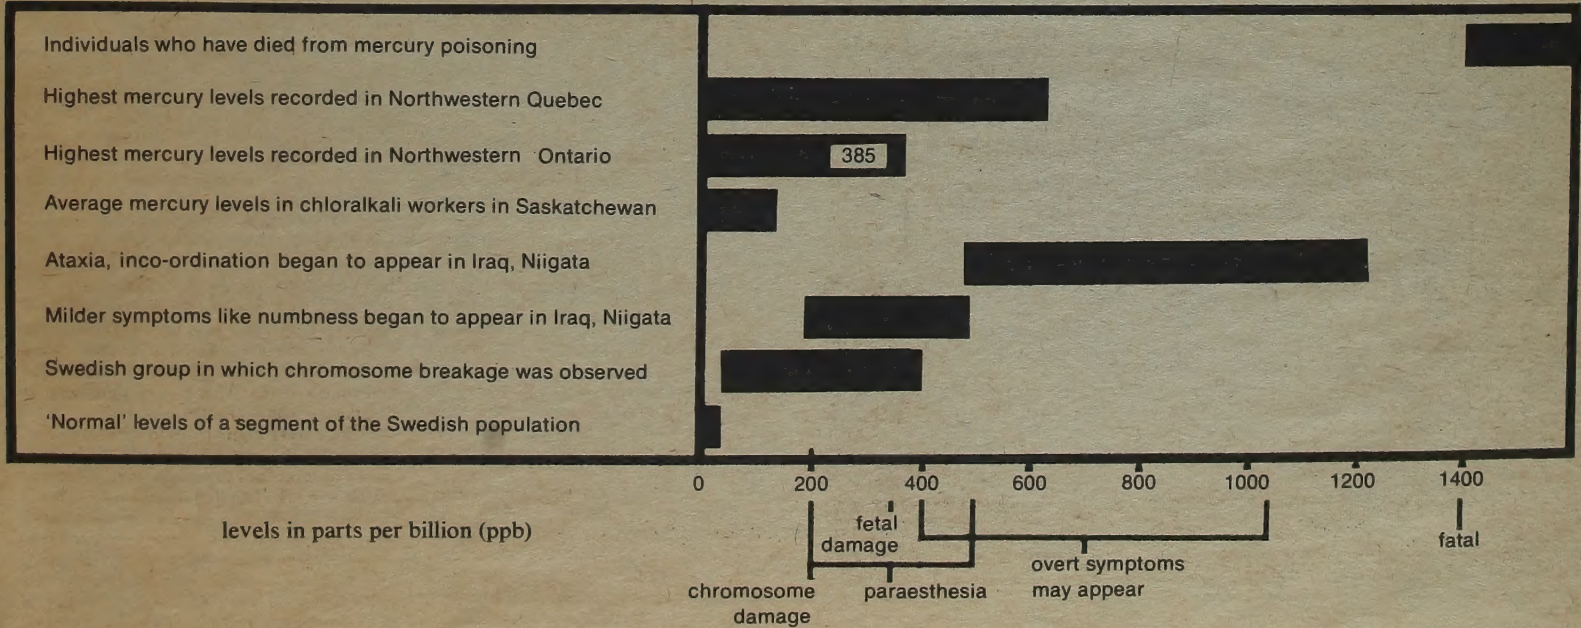 Individuals who have died from mercury poisoning
Highest mercury levels recorded in Northwestern Quebec
Highest mercury levels recorded in Northwestern Ontario
385
Average mercury levels in chloralkali workers in Saskatchewan
Ataxia, inco-ordination began to appear in Iraq, Niigata
Milder symptoms like numbness began to appear in Iraq, Niigata
Swedish group in which chromosome breakage was observed
'Normal' levels of a segment of the Swedish population
0 200 400 600 800 1000 1200 1400
levels in parts per billion (ppb)
fetal
damage
fatal
overt symptoms
may appear
chromosome
damage
paraesthesia